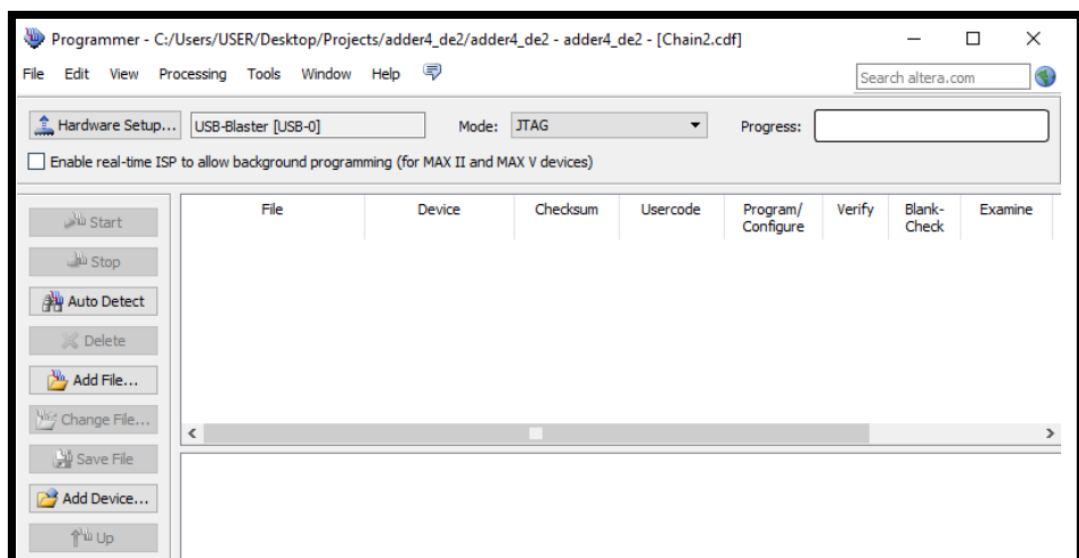 Programmer - C:/Users/USER/Desktop/Projects/adder4_de2/adder4_de2 - adder4_de2 - [Chain2.cdf]
File Edit View Processing Tools Window Help
Search altera.com
Hardware Setup... USB-Blaster [USB-0] Mode: JTAG Progress:
Enable real-time ISP to allow background programming (for MAX II and MAX V devices)
File Device Checksum Usercode Program/ Verify Blank- Examine
Configure Check
Start
Stop
Auto Detect
Delete
Add File...
Change File...
Save File
Add Device...
Up